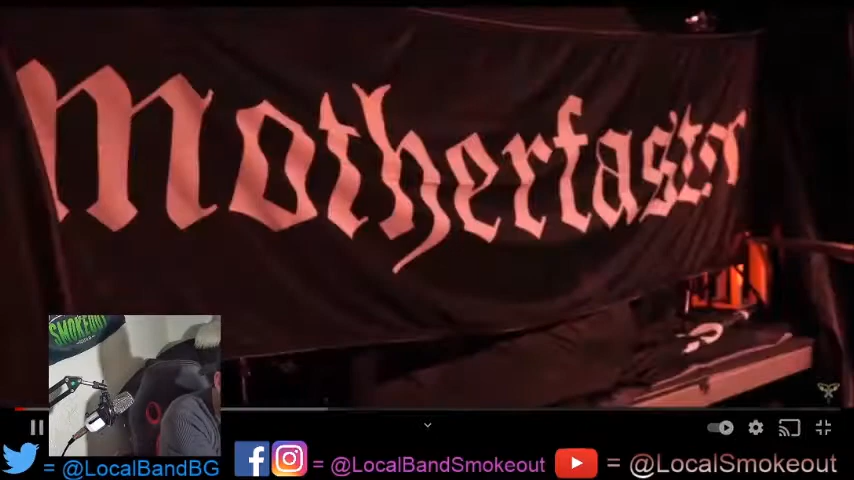 Motherfaster
SMOKEOUT
= @LocalBandBG
= @LocalBandSmokeout
= @LocalSmokeout